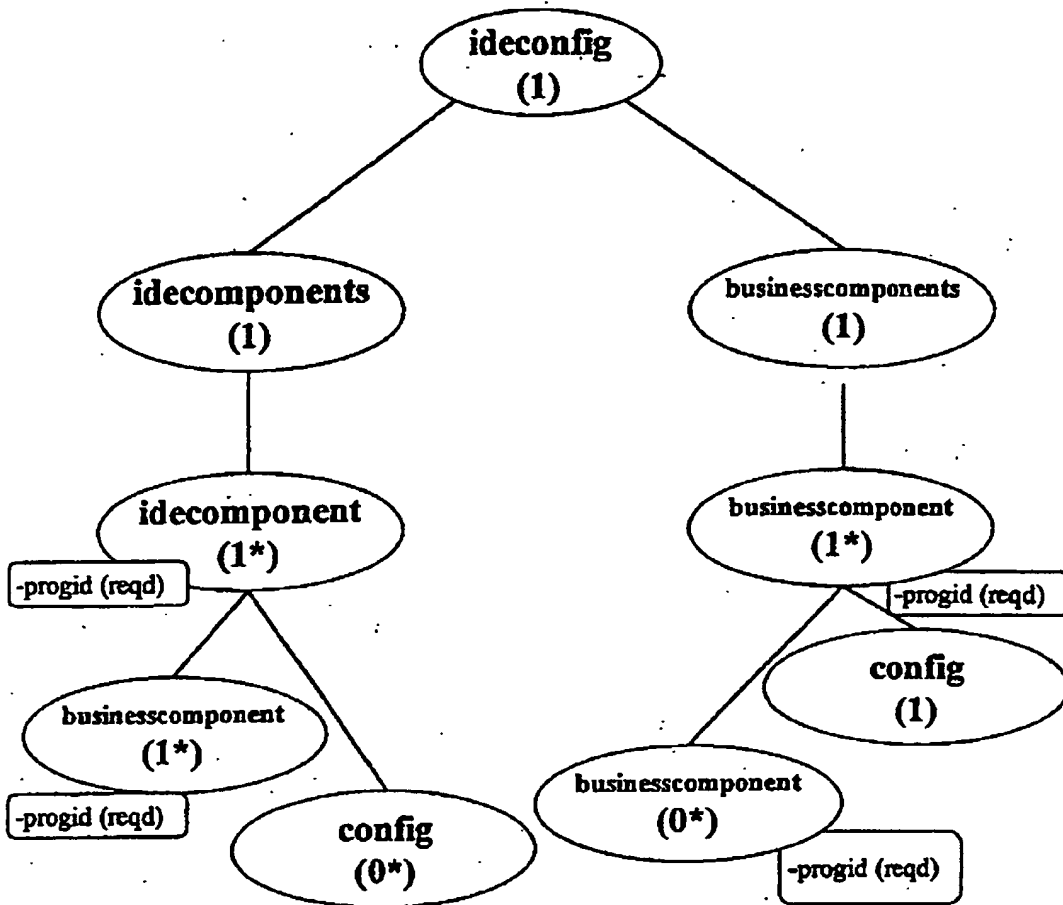 ideconfig
(1)
idecomponents
(1)
businesscomponents
(1)
idecomponent
(1*)
-progid (reqd)
businesscomponent
(1*)
-progid (reqd)
businesscomponent
(1*)
-progid (reqd)
config
(0*)
config
(1)
businesscomponent
(0*)
-progid (reqd)